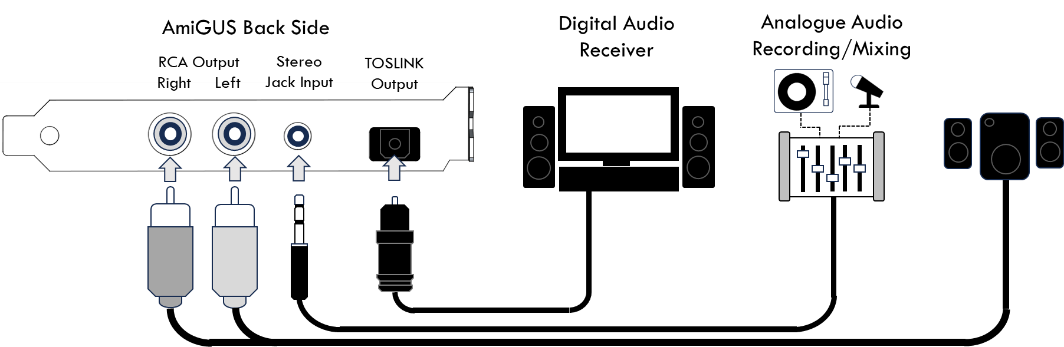 AmiGUS Back Side
RCA Output
Right Left
Stereo
Jack Input
TOSLINK
Output
Digital Audio
Receiver
Analogue Audio
Recording/Mixing